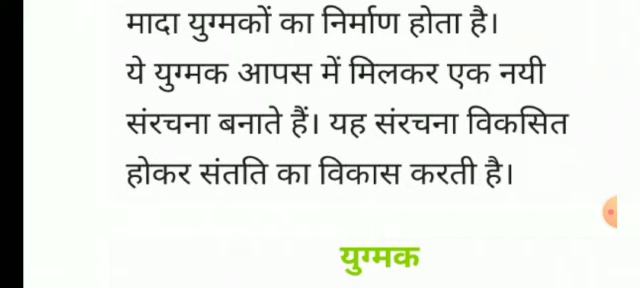 मादा युग्मकों का निर्माण होता है।
ये युग्मक आपस में मिलकर एक नयी
संरचना बनाते हैं। यह संरचना विकसित
होकर संतति का विकास करती है।
युग्मक